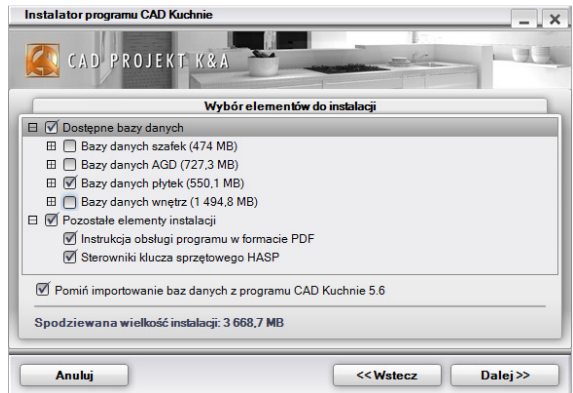 Instalator programu CAD Kuchnie
CAD PROJEKT K&A
Wybór elementów do instalacji
Dostępne bazy danych
Bazy danych szafek (474 MB)
Bazy danych AGD (727,3 MB)
Bazy danych płytek (550,1 MB)
Bazy danych wnętrz (1 494,8 MB)
Pozostałe elementy instalacji
Instrukcja obsługi programu w formacie PDF
Sterowniki klucza sprzętowego HASP
Pomiń importowanie baz danych z programu CAD Kuchnie 5.6
Spodziewana wielkość instalacji: 3 668,7 MB
Anuluj << Wstecz Dalej >>